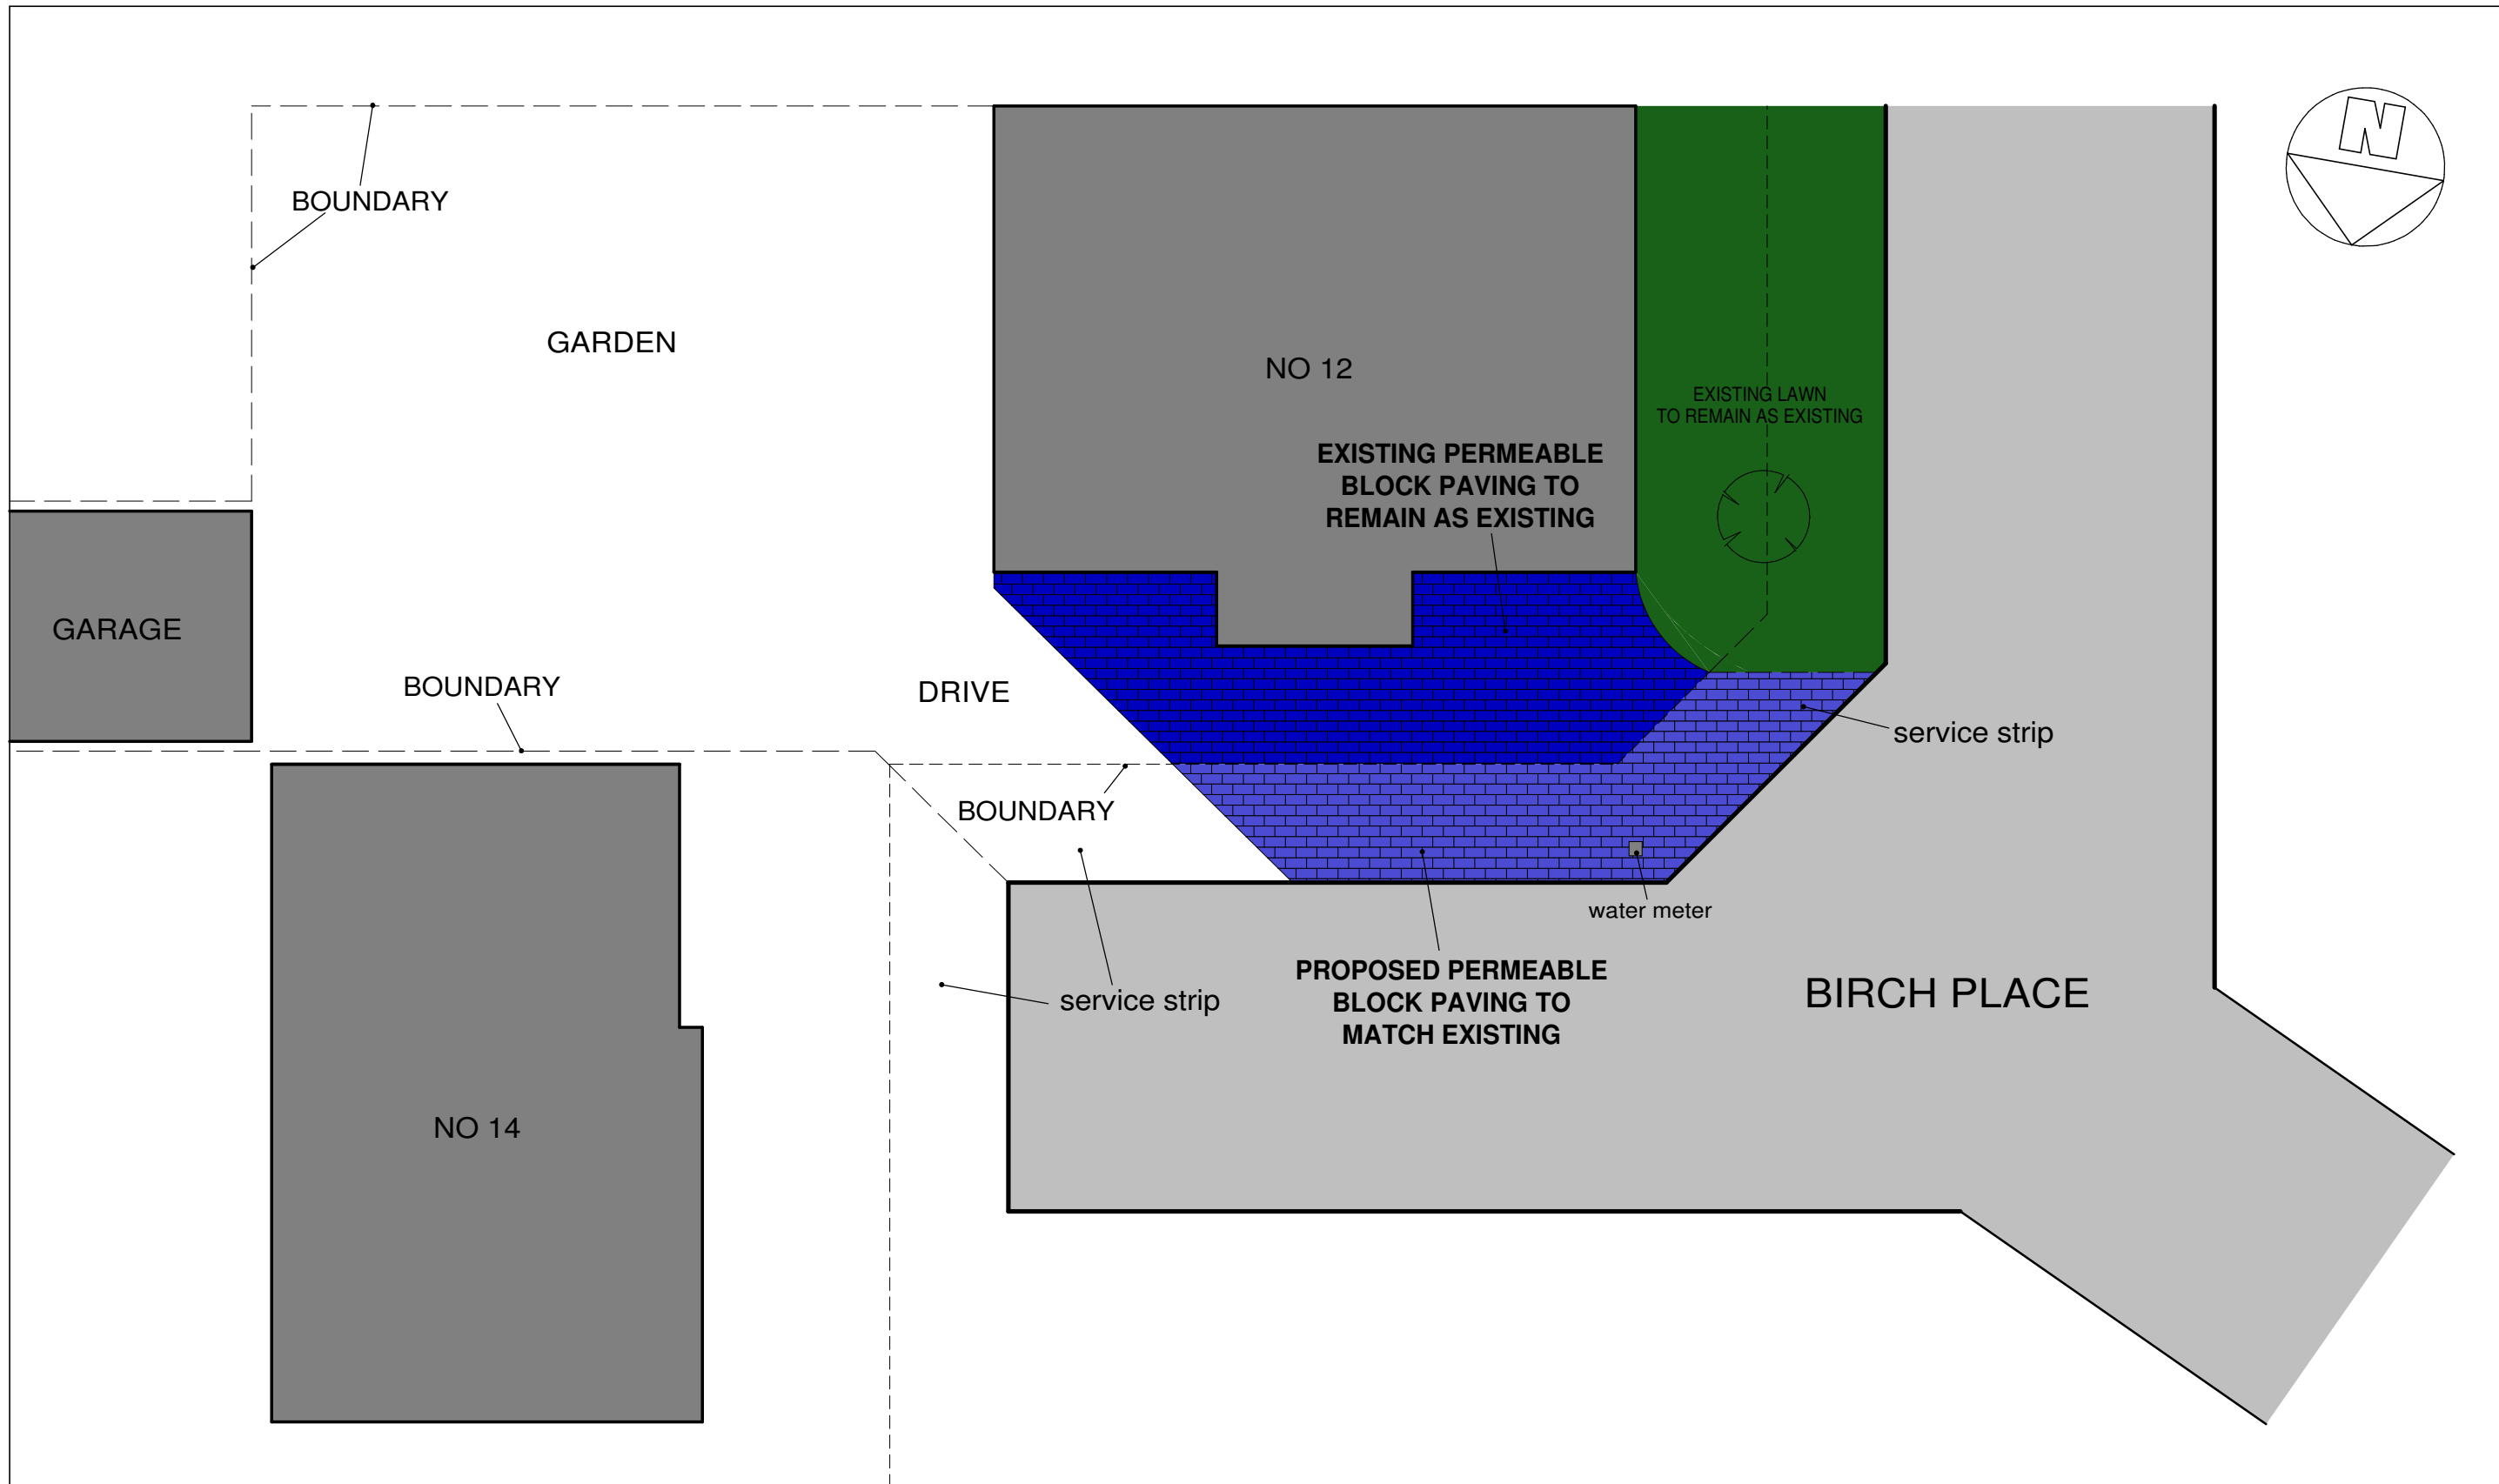 N
BOUNDARY
GARDEN
NO 12
EXISTING LAWN
TO REMAIN AS EXISTING
EXISTING PERMEABLE
BLOCK PAVING TO
REMAIN AS EXISTING
GARAGE
BOUNDARY
DRIVE
service strip
BOUNDARY
water meter
PROPOSED PERMEABLE
BLOCK PAVING TO
MATCH EXISTING
service strip
BIRCH PLACE
NO 14